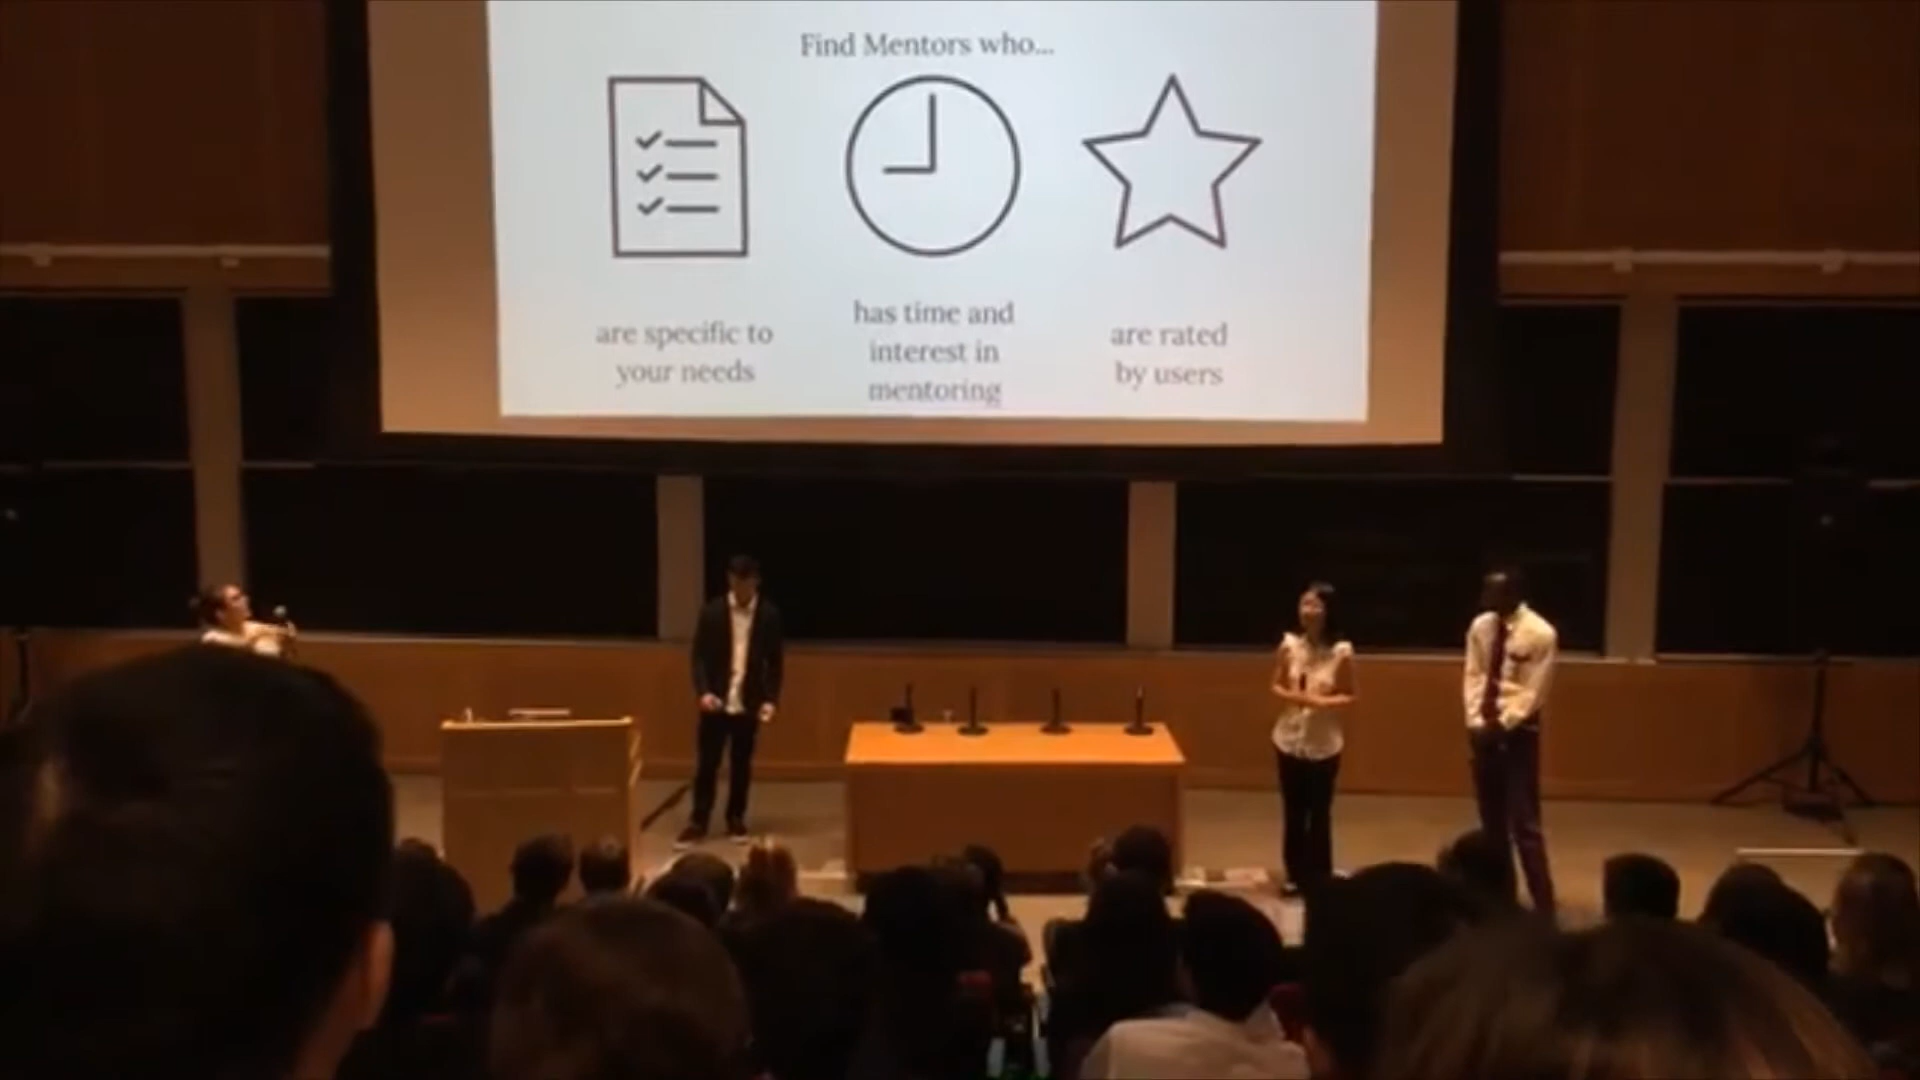 Find Mentors who...
are specific to
your needs
has time and
interest in
mentoring
are rated
by users